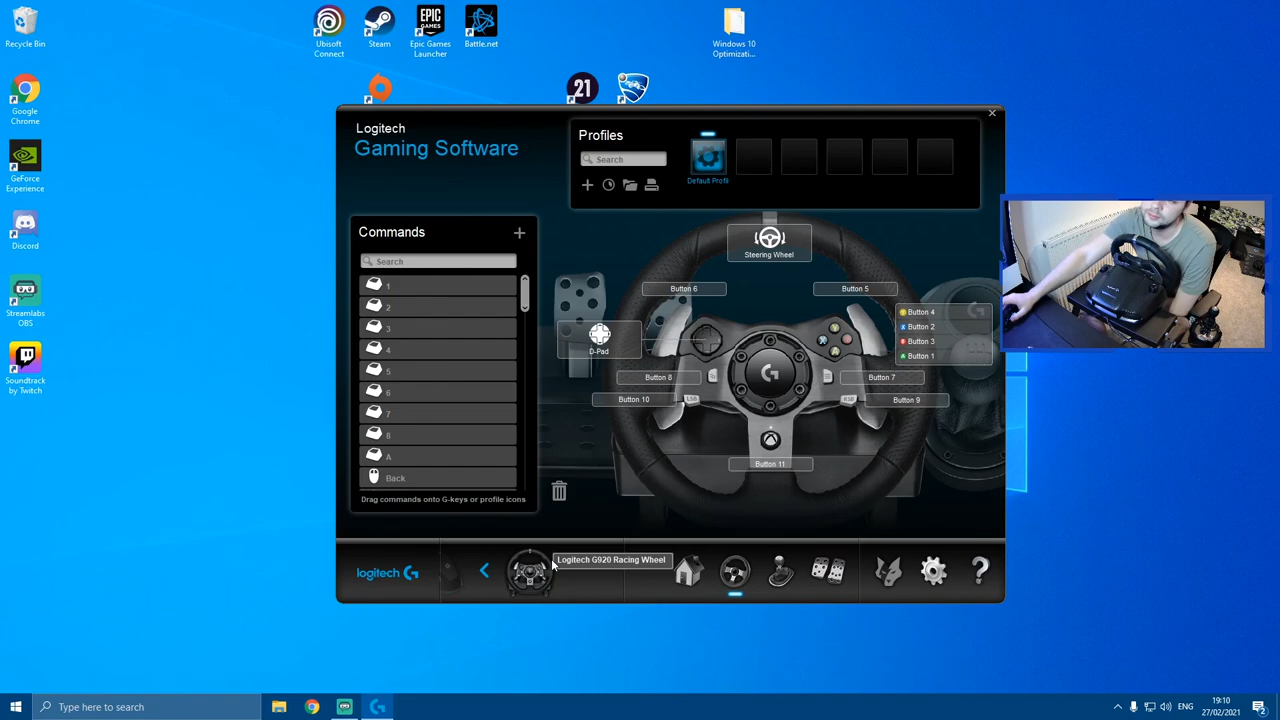 Recycle Bin
Ubisoft
Connect
Steam
Epic Games
Launcher
Battle.net
Windows 10
Optimizati...
21
Google
Chrome
GeForce
Experience
Discord
Streamlabs
OBS
Soundtrack
by Twitch
Logitech
Gaming Software
Profiles
Search
Default Profil
Commands
Search
1
2
3
4
5
6
7
8
A
Back
Drag commands onto G-keys or profile icons
Steering Wheel
Button 6
Button 5
D-Pad
Button 4
Button 2
Button 3
Button 1
Y
X
B
A
Button 8
Button 7
Button 10
LSB
RSB
Button 9
Button 11
logitech G
Logitech G920 Racing Wheel
?
Type here to search
ENG
19:10
27/02/2021
2